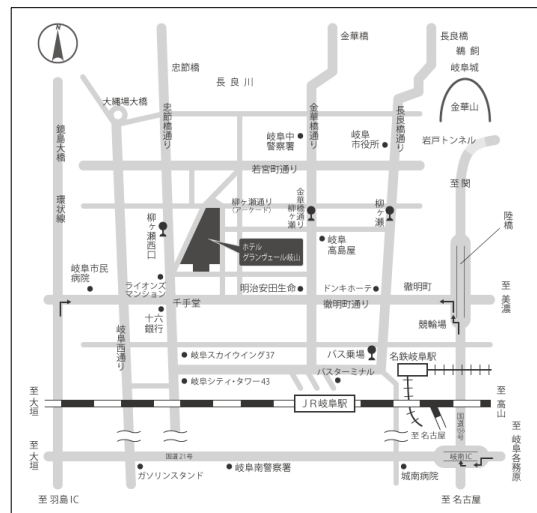 N
忠節橋
金華橋
長良橋
鵜飼
岐阜城
金華山
長良川
大縄場大橋
鏡島大橋
環状線
忠節橋通り
金華橋通り
長良橋通り
岐阜中
警察署
岐阜
市役所
岩戸トンネル
若宮町通り
至関
柳ヶ瀬通り
(アーケード)
金華橋通り
柳ヶ瀬
柳ヶ瀬
柳ヶ瀬西口
陸橋
ホテル
グランヴェール岐山
岐阜
高島屋
岐阜市民
病院
ライオンズ
マンション
明治安田生命
ドンキホーテ
徹明町
千手堂
徹明町通り
至美濃
十六
銀行
競輪場
岐阜西通り
岐阜スカイウイング37
バス乗場
名鉄岐阜駅
岐阜シティ・タワー43
バスターミナル
至大垣
JR岐阜駅
至高山
至名古屋
至大垣
国道21号
岐南IC
至岐阜各務原
ガソリンスタンド
岐阜南警察署
城南病院
至羽島IC
至名古屋